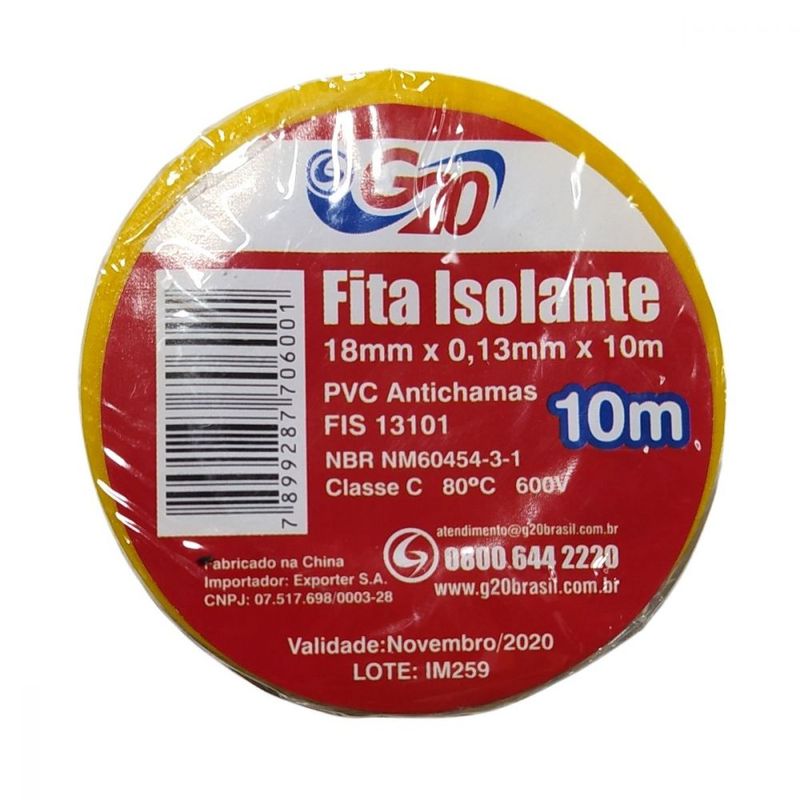 G20
Fita Isolante
18mm x 0,13mm x 10m
PVC Antichamas
FIS 13101
10m
NBR NM60454-3-1
Classe C 80ºC 600V
7 899287 706001
atendimento@g20brasil.com.br
0800 644 2220
www.g20brasil.com.br
Fabricado na China
Importador: Exporter S.A.
CNPJ: 07.517.698/0003-28
Validade:Novembro/2020
LOTE: IM259